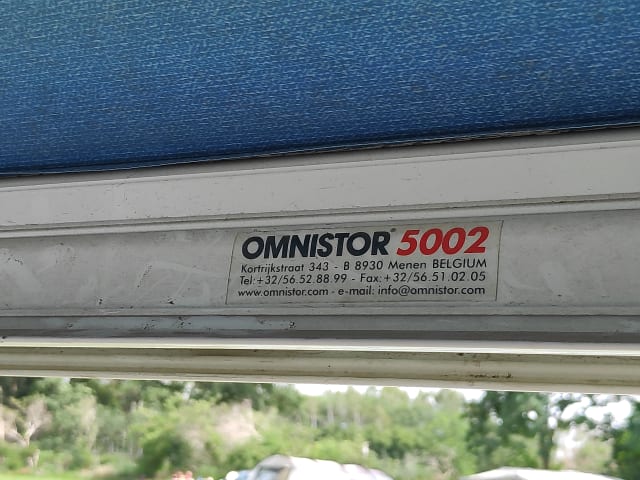 OMNISTOR® 5002
Kortrijkstraat 343 - B 8930 Menen BELGIUM
Tel:+32/56.52.88.99 - Fax:+32/56.51.02.05
www.omnistor.com - e-mail: info@omnistor.com